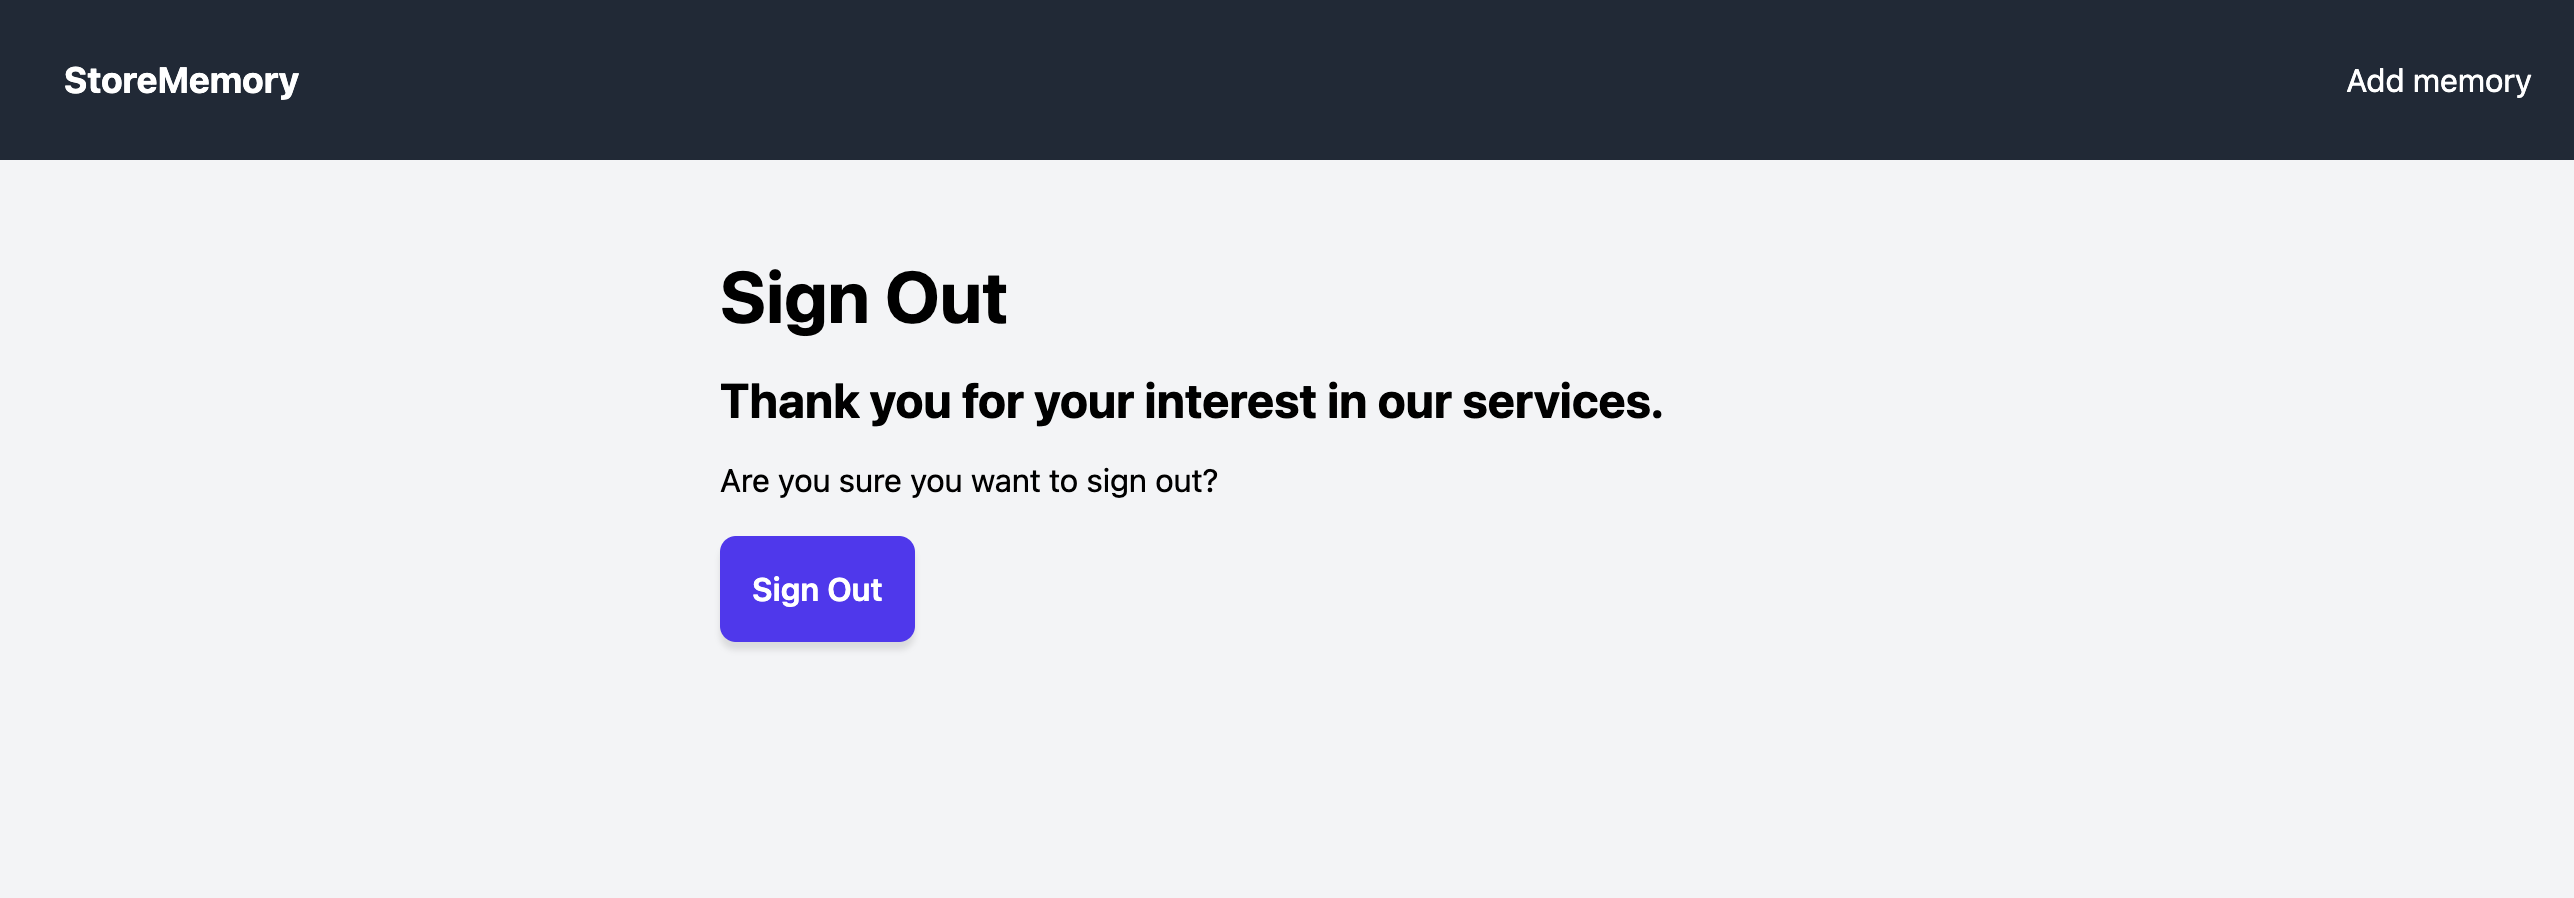 StoreMemory
Add memory
Sign Out
Thank you for your interest in our services.
Are you sure you want to sign out?
Sign Out